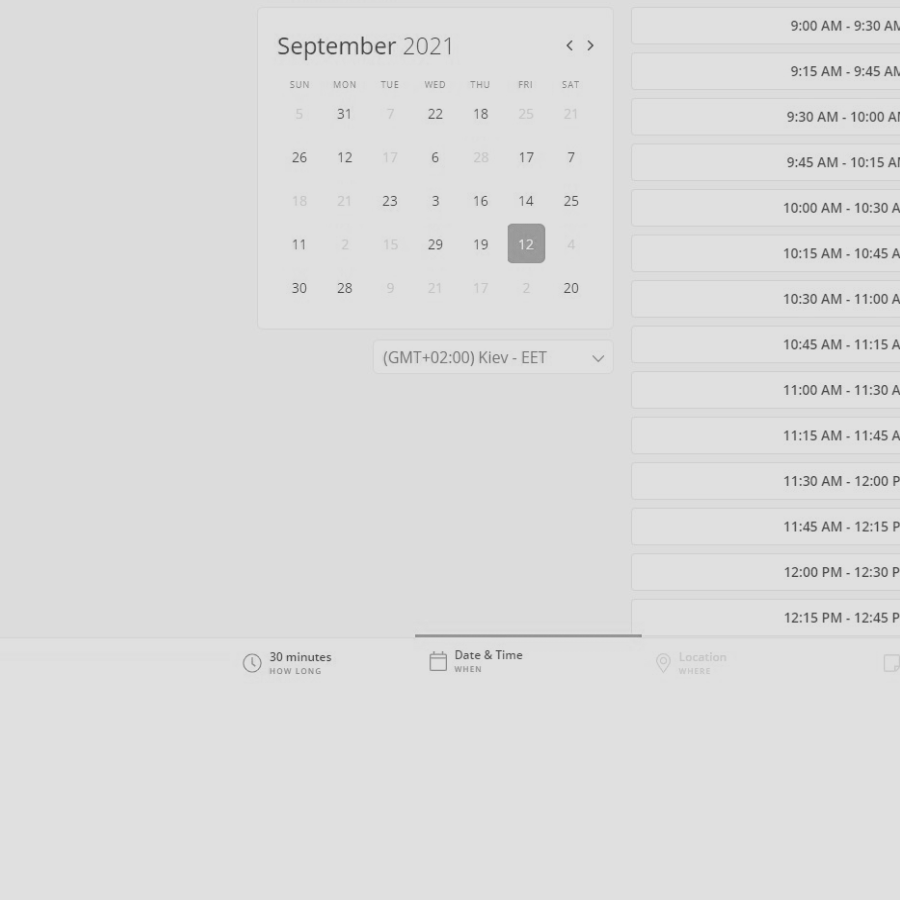 September 2021
SUN MON TUE WED THU FRI SAT
5 31 7 22 18 25 21
26 12 17 6 28 17 7
18 21 23 3 16 14 25
11 2 15 29 19 12 4
30 28 9 21 17 2 20
(GMT+02:00) Kiev - EET
9:00 AM - 9:30 AM
9:15 AM - 9:45 AM
9:30 AM - 10:00 AM
9:45 AM - 10:15 AM
10:00 AM - 10:30 A
10:15 AM - 10:45 A
10:30 AM - 11:00 A
10:45 AM - 11:15 A
11:00 AM - 11:30 A
11:15 AM - 11:45 A
11:30 AM - 12:00 P
11:45 AM - 12:15 P
12:00 PM - 12:30 P
12:15 PM - 12:45 P
30 minutes
HOW LONG
Date & Time
WHEN
Location
WHERE